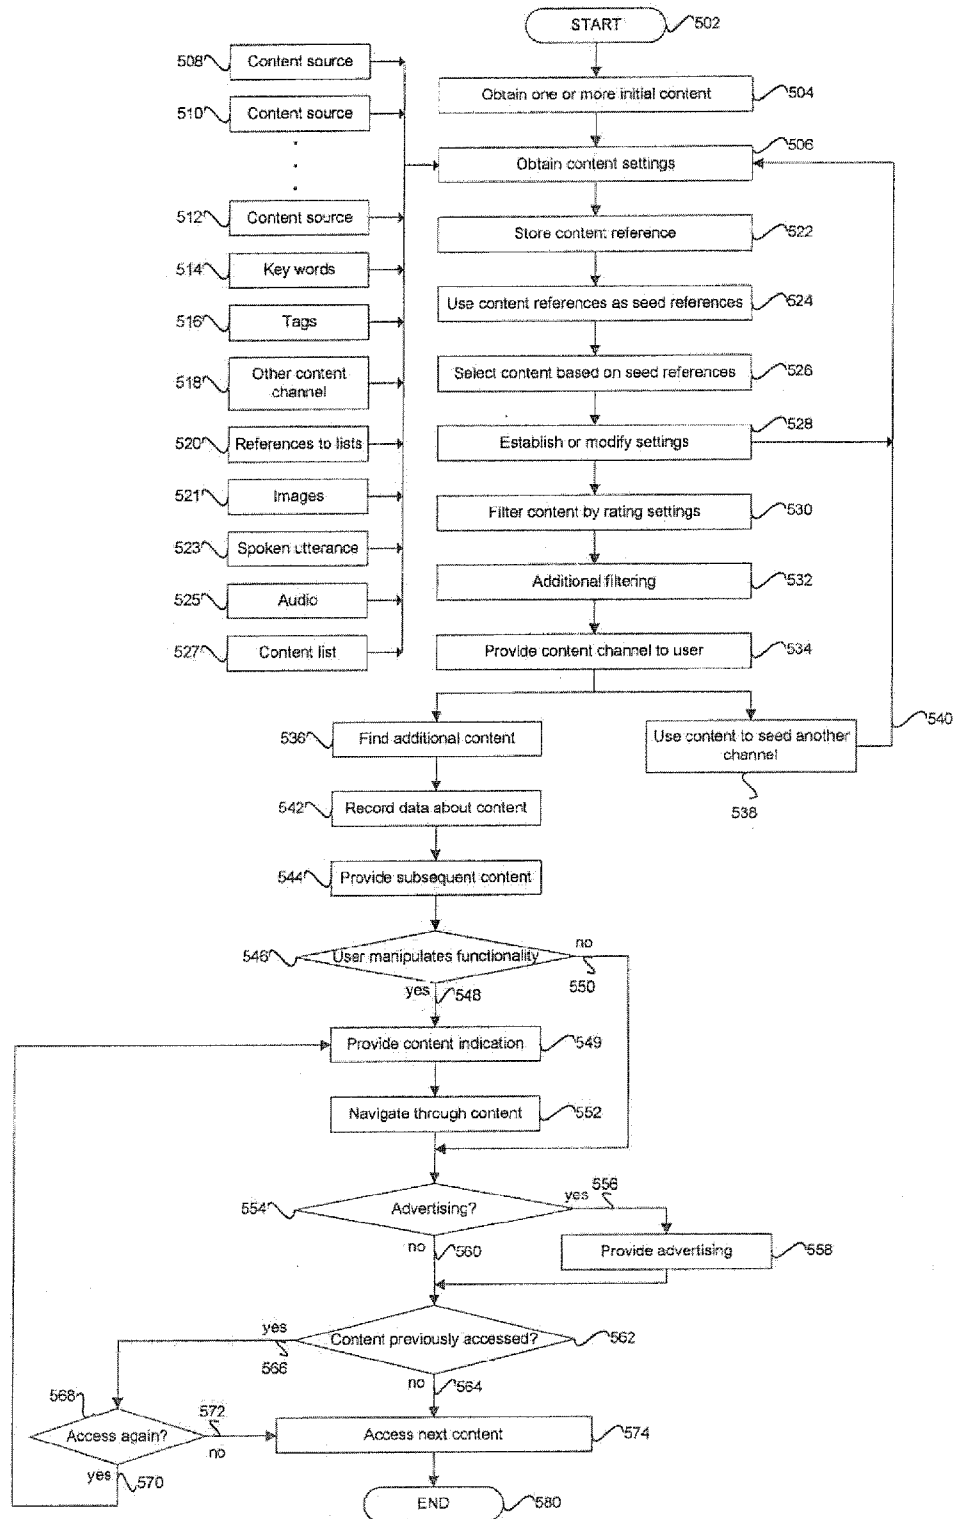 START
502
508
Content source
Obtain one or more initial content
504
510
Content source
506
Obtain content settings
512
Content source
Store content reference
522
514
Key words
Use content references as seed references
524
516
Tags
518
Other content
channel
Select content based on seed references
526
528
520
References to lists
Establish or modify settings
521
Images
Filter content by rating settings
530
523
Spoken utterance
Additional filtering
532
525
Audio
527
Content list
Provide content channel to user
534
540
536
Find additional content
Use content to seed another
channel
538
542
Record data about content
544
Provide subsequent content
546
User manipulates functionality
no
550
yes
548
Provide content indication
549
Navigate through content
552
554
Advertising?
yes
556
no
560
Provide advertising
558
yes
566
Content previously accessed?
562
no
564
568
Access again?
572
no
Access next content
574
yes
570
END
580